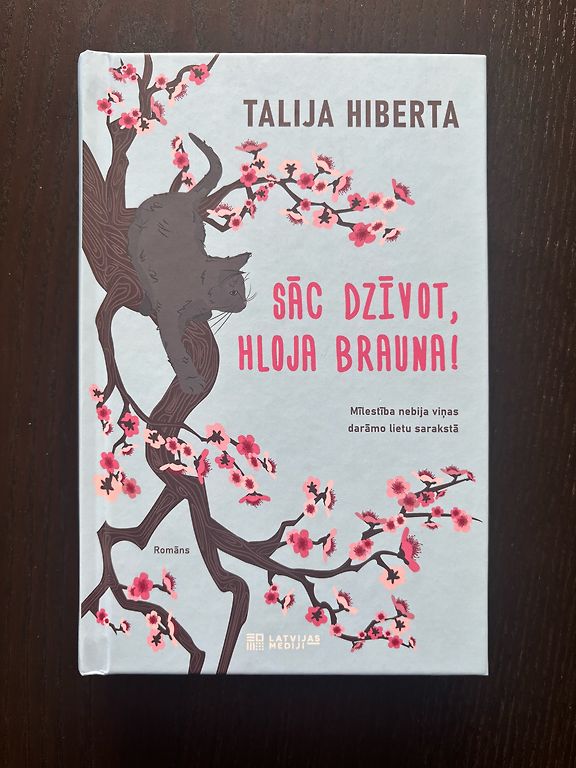 TALIJA HIBERTA
SĀC DZĪVOT,
HLOJA BRAUNA!
Mīlestība nebija viņas
darāmo lietu sarakstā
Romāns
LATVIJAS
MEDIJI